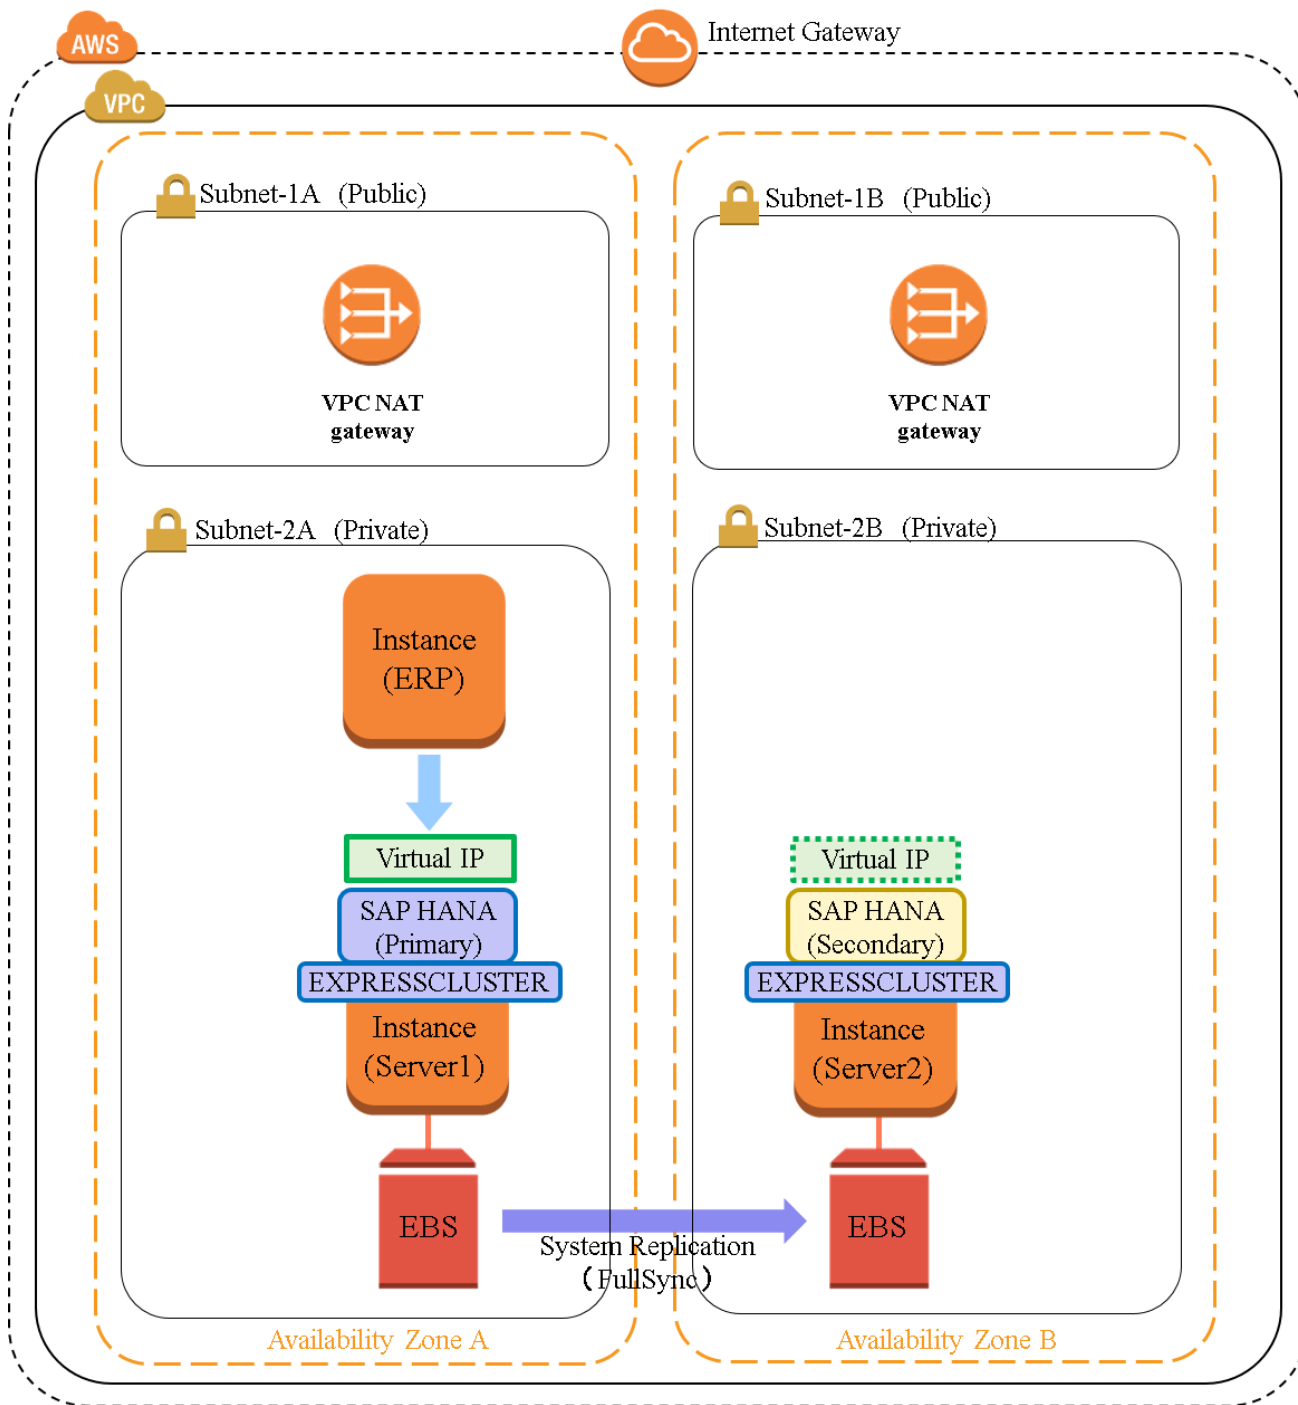 AWS
Internet Gateway
VPC
Subnet-1A (Public)
VPC NAT
gateway
Subnet-1B (Public)
VPC NAT
gateway
Subnet-2A (Private)
Instance
(ERP)
Virtual IP
SAP HANA
(Primary)
EXPRESSCLUSTER
Instance
(Server1)
EBS
Subnet-2B (Private)
Virtual IP
SAP HANA
(Secondary)
EXPRESSCLUSTER
Instance
(Server2)
EBS
System Replication
（FullSync）
Availability Zone A
Availability Zone B